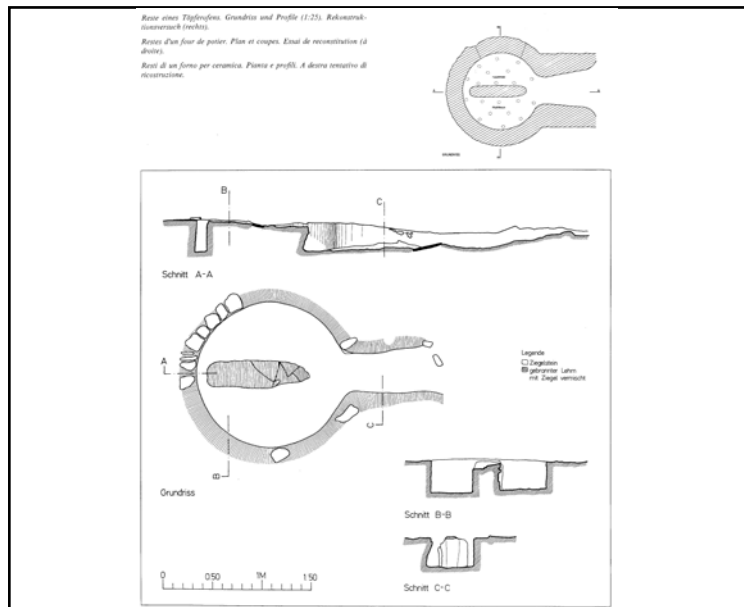 Reste eines Töpferofens. Grundriss und Profile (1:25). Rekonstruk-
tionsversuch (rechts).
Restes d'un four de potier. Plan et coupes. Essai de reconstitution (à
droite).
Resti di un forno per ceramica. Pianta e profili. A destra tentativo di
ricostruzione.
B
C
Schnitt A-A
A
C
B
Grundriss
Legende
Ziegelstein
gebrannter Lehm
mit Ziegel vermischt
Schnitt B-B
Schnitt C-C
0 0.50 1M 1.50